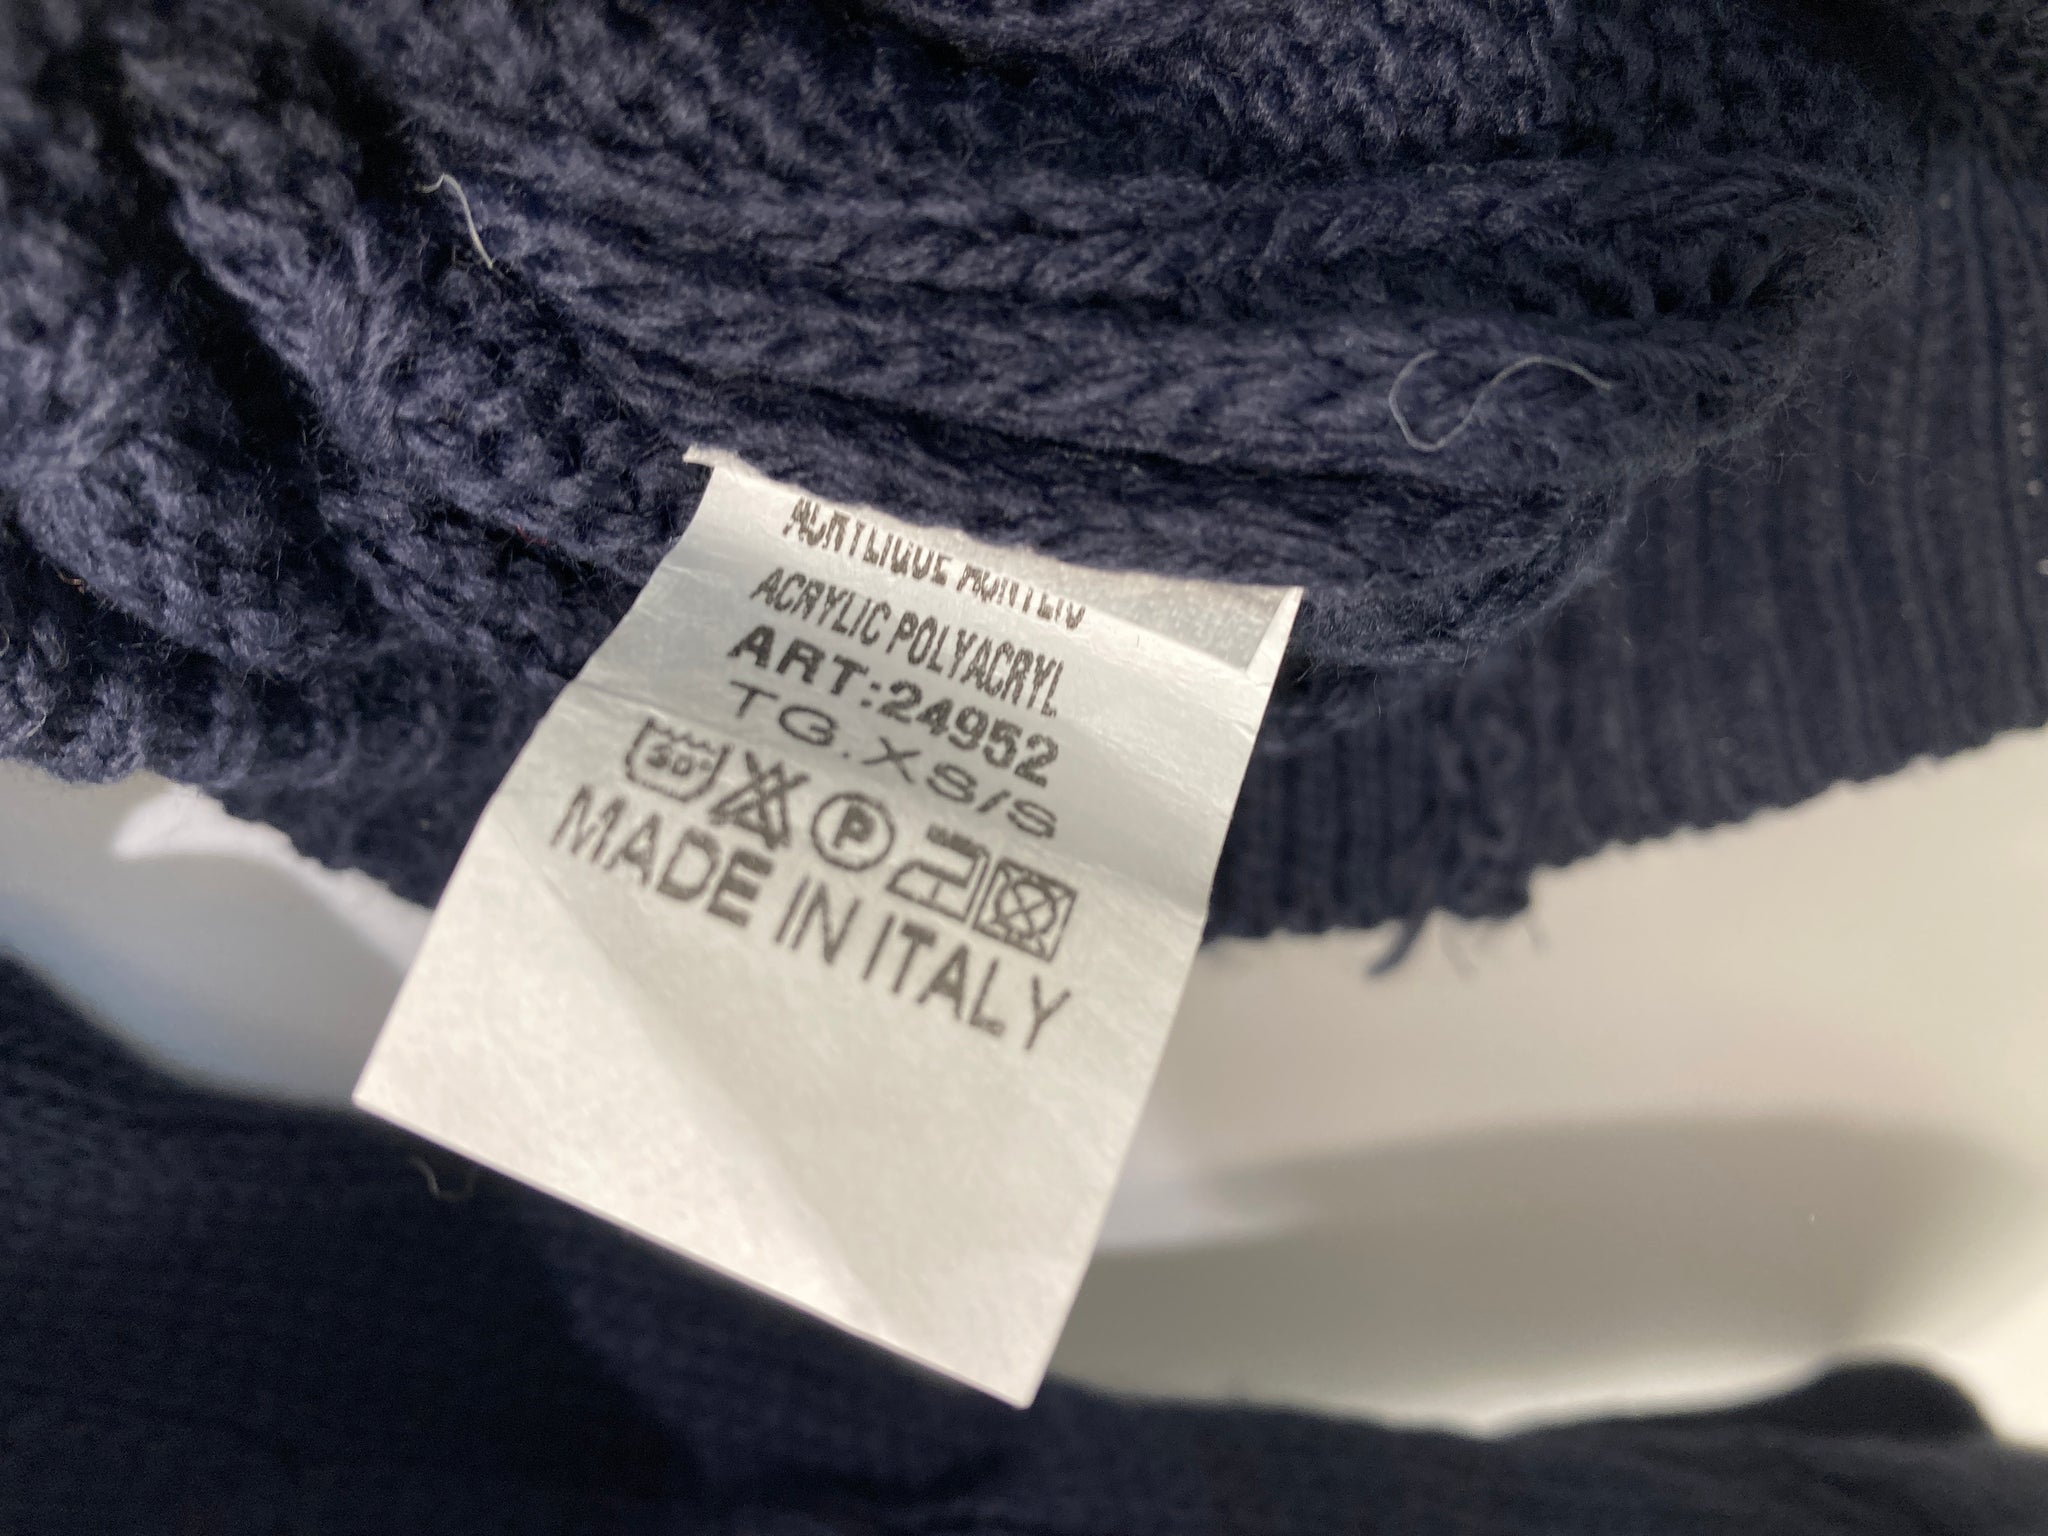 ACRYLIC POLYACRYL
ART:24952
TG.XS/S
P
MADE IN ITALY